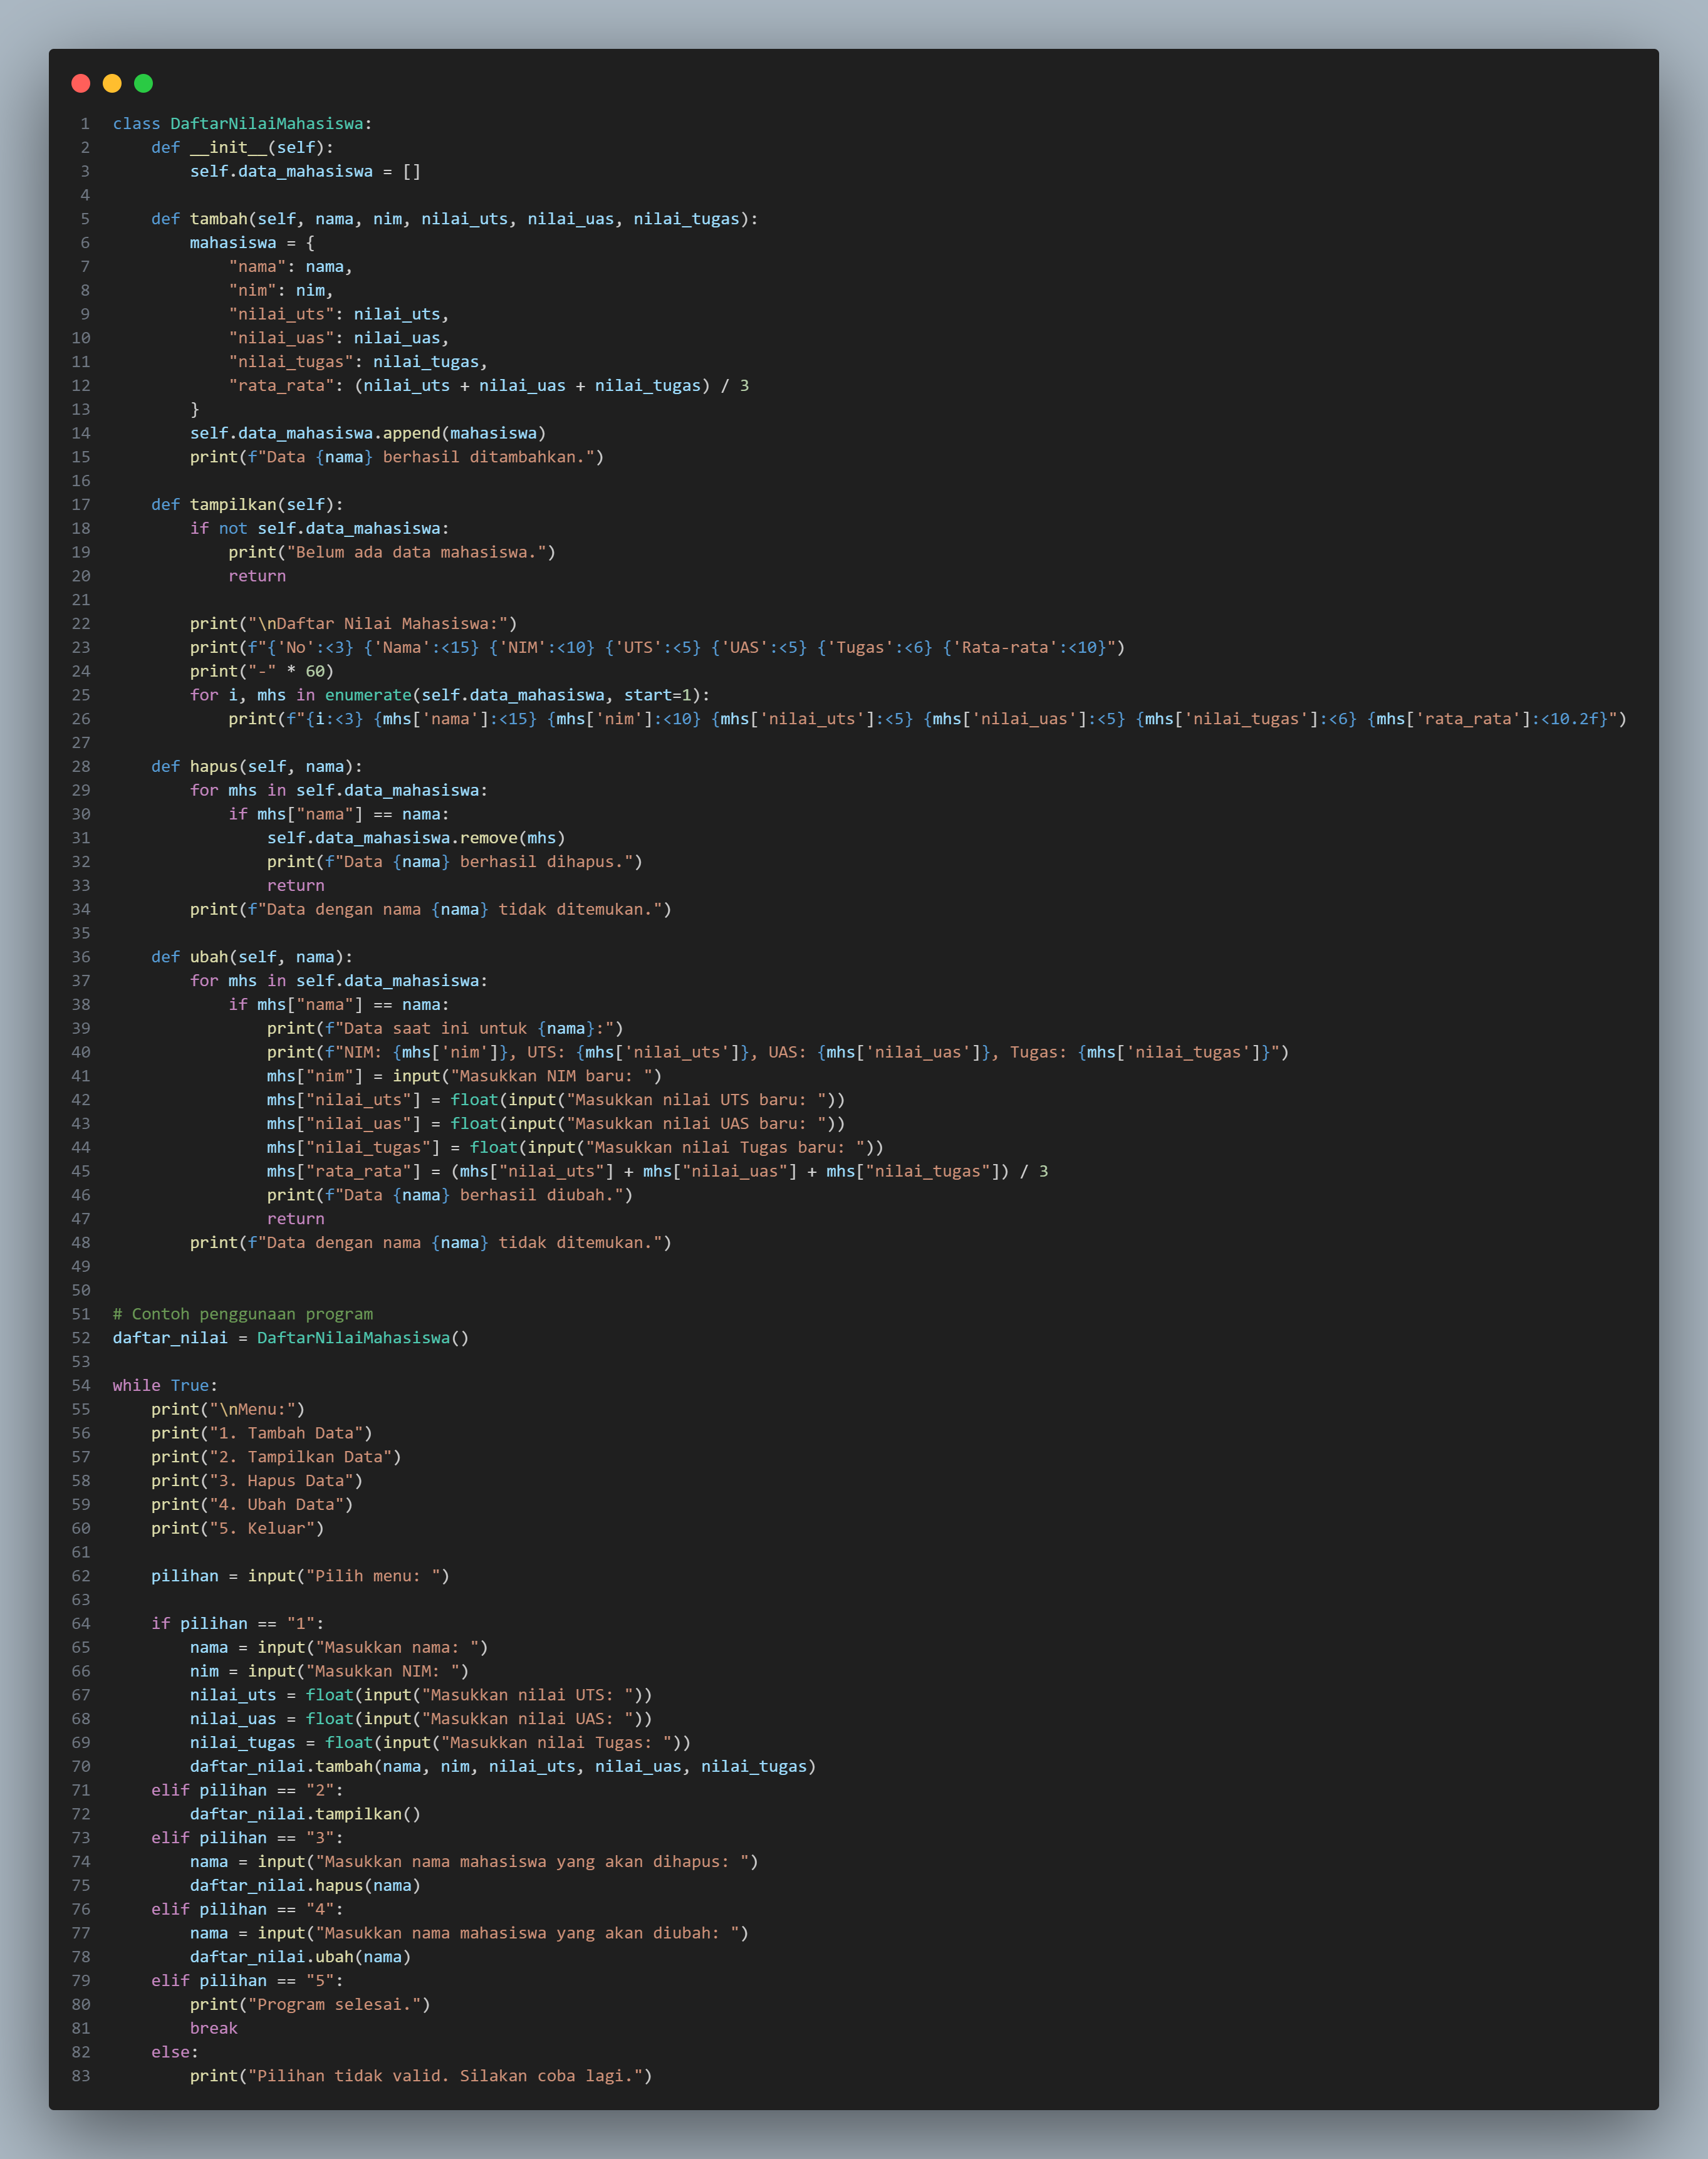 1 class DaftarNilaiMahasiswa:
2     def __init__(self):
3         self.data_mahasiswa = []
4
5     def tambah(self, nama, nim, nilai_uts, nilai_uas, nilai_tugas):
6         mahasiswa = {
7             "nama": nama,
8             "nim": nim,
9             "nilai_uts": nilai_uts,
10             "nilai_uas": nilai_uas,
11             "nilai_tugas": nilai_tugas,
12             "rata_rata": (nilai_uts + nilai_uas + nilai_tugas) / 3
13         }
14         self.data_mahasiswa.append(mahasiswa)
15         print(f"Data {nama} berhasil ditambahkan.")
16
17     def tampilkan(self):
18         if not self.data_mahasiswa:
19             print("Belum ada data mahasiswa.")
20             return
21
22         print("\nDaftar Nilai Mahasiswa:")
23         print(f"{'No':<3} {'Nama':<15} {'NIM':<10} {'UTS':<5} {'UAS':<5} {'Tugas':<6} {'Rata-rata':<10}")
24         print("-" * 60)
25         for i, mhs in enumerate(self.data_mahasiswa, start=1):
26             print(f"{i:<3} {mhs['nama']:<15} {mhs['nim']:<10} {mhs['nilai_uts']:<5} {mhs['nilai_uas']:<5} {mhs['nilai_tugas']:<6} {mhs['rata_rata']:<10.2f}")
27
28     def hapus(self, nama):
29         for mhs in self.data_mahasiswa:
30             if mhs["nama"] == nama:
31                 self.data_mahasiswa.remove(mhs)
32                 print(f"Data {nama} berhasil dihapus.")
33                 return
34         print(f"Data dengan nama {nama} tidak ditemukan.")
35
36     def ubah(self, nama):
37         for mhs in self.data_mahasiswa:
38             if mhs["nama"] == nama:
39                 print(f"Data saat ini untuk {nama}:")
40                 print(f"NIM: {mhs['nim']}, UTS: {mhs['nilai_uts']}, UAS: {mhs['nilai_uas']}, Tugas: {mhs['nilai_tugas']}")
41                 mhs["nim"] = input("Masukkan NIM baru: ")
42                 mhs["nilai_uts"] = float(input("Masukkan nilai UTS baru: "))
43                 mhs["nilai_uas"] = float(input("Masukkan nilai UAS baru: "))
44                 mhs["nilai_tugas"] = float(input("Masukkan nilai Tugas baru: "))
45                 mhs["rata_rata"] = (mhs["nilai_uts"] + mhs["nilai_uas"] + mhs["nilai_tugas"]) / 3
46                 print(f"Data {nama} berhasil diubah.")
47                 return
48         print(f"Data dengan nama {nama} tidak ditemukan.")
49
50
51 # Contoh penggunaan program
52 daftar_nilai = DaftarNilaiMahasiswa()
53
54 while True:
55     print("\nMenu:")
56     print("1. Tambah Data")
57     print("2. Tampilkan Data")
58     print("3. Hapus Data")
59     print("4. Ubah Data")
60     print("5. Keluar")
61
62     pilihan = input("Pilih menu: ")
63
64     if pilihan == "1":
65         nama = input("Masukkan nama: ")
66         nim = input("Masukkan NIM: ")
67         nilai_uts = float(input("Masukkan nilai UTS: "))
68         nilai_uas = float(input("Masukkan nilai UAS: "))
69         nilai_tugas = float(input("Masukkan nilai Tugas: "))
70         daftar_nilai.tambah(nama, nim, nilai_uts, nilai_uas, nilai_tugas)
71     elif pilihan == "2":
72         daftar_nilai.tampilkan()
73     elif pilihan == "3":
74         nama = input("Masukkan nama mahasiswa yang akan dihapus: ")
75         daftar_nilai.hapus(nama)
76     elif pilihan == "4":
77         nama = input("Masukkan nama mahasiswa yang akan diubah: ")
78         daftar_nilai.ubah(nama)
79     elif pilihan == "5":
80         print("Program selesai.")
81         break
82     else:
83         print("Pilihan tidak valid. Silakan coba lagi.")